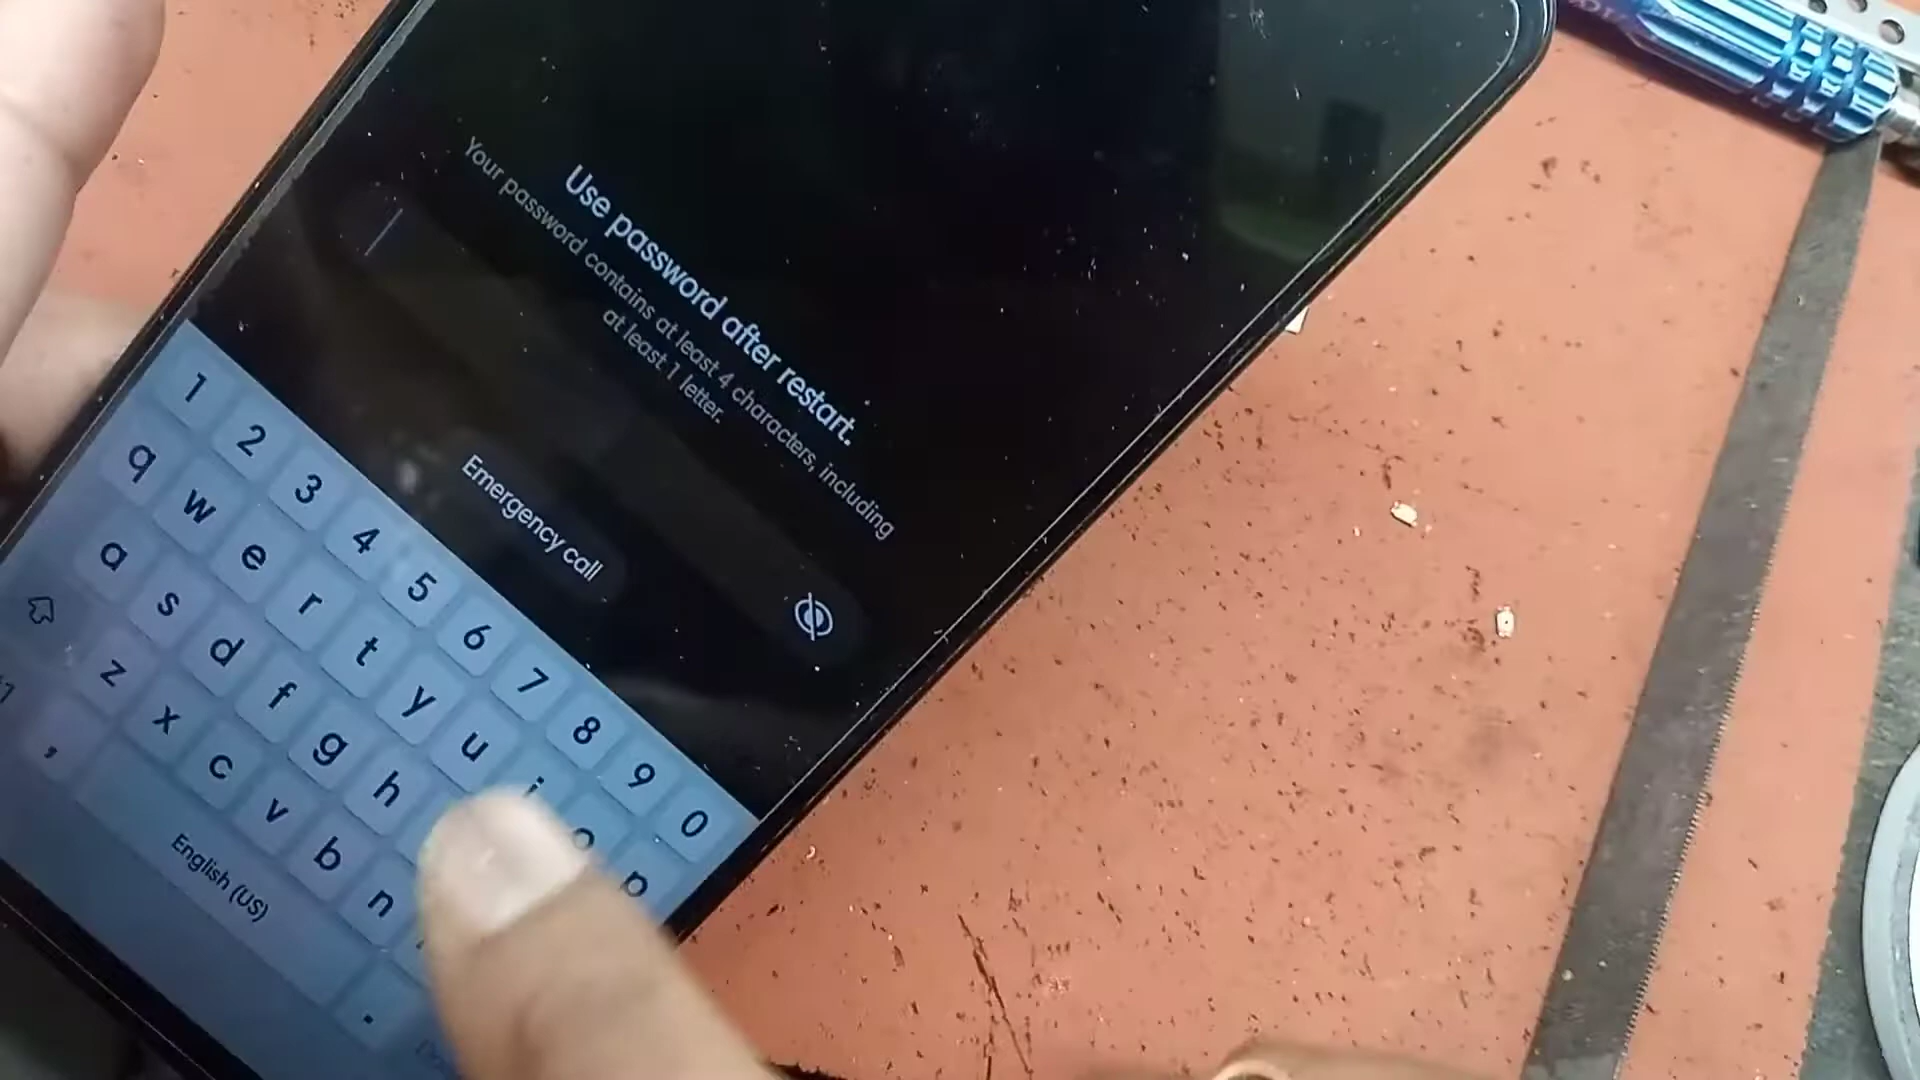 Use password after restart.
Your password contains at least 4 characters, including
at least 1 letter.
Emergency call
1 2 3 4 5 6 7 8 9 0
q w e r t y u i o p
a s d f g h
z x c v b n
, English (US) .